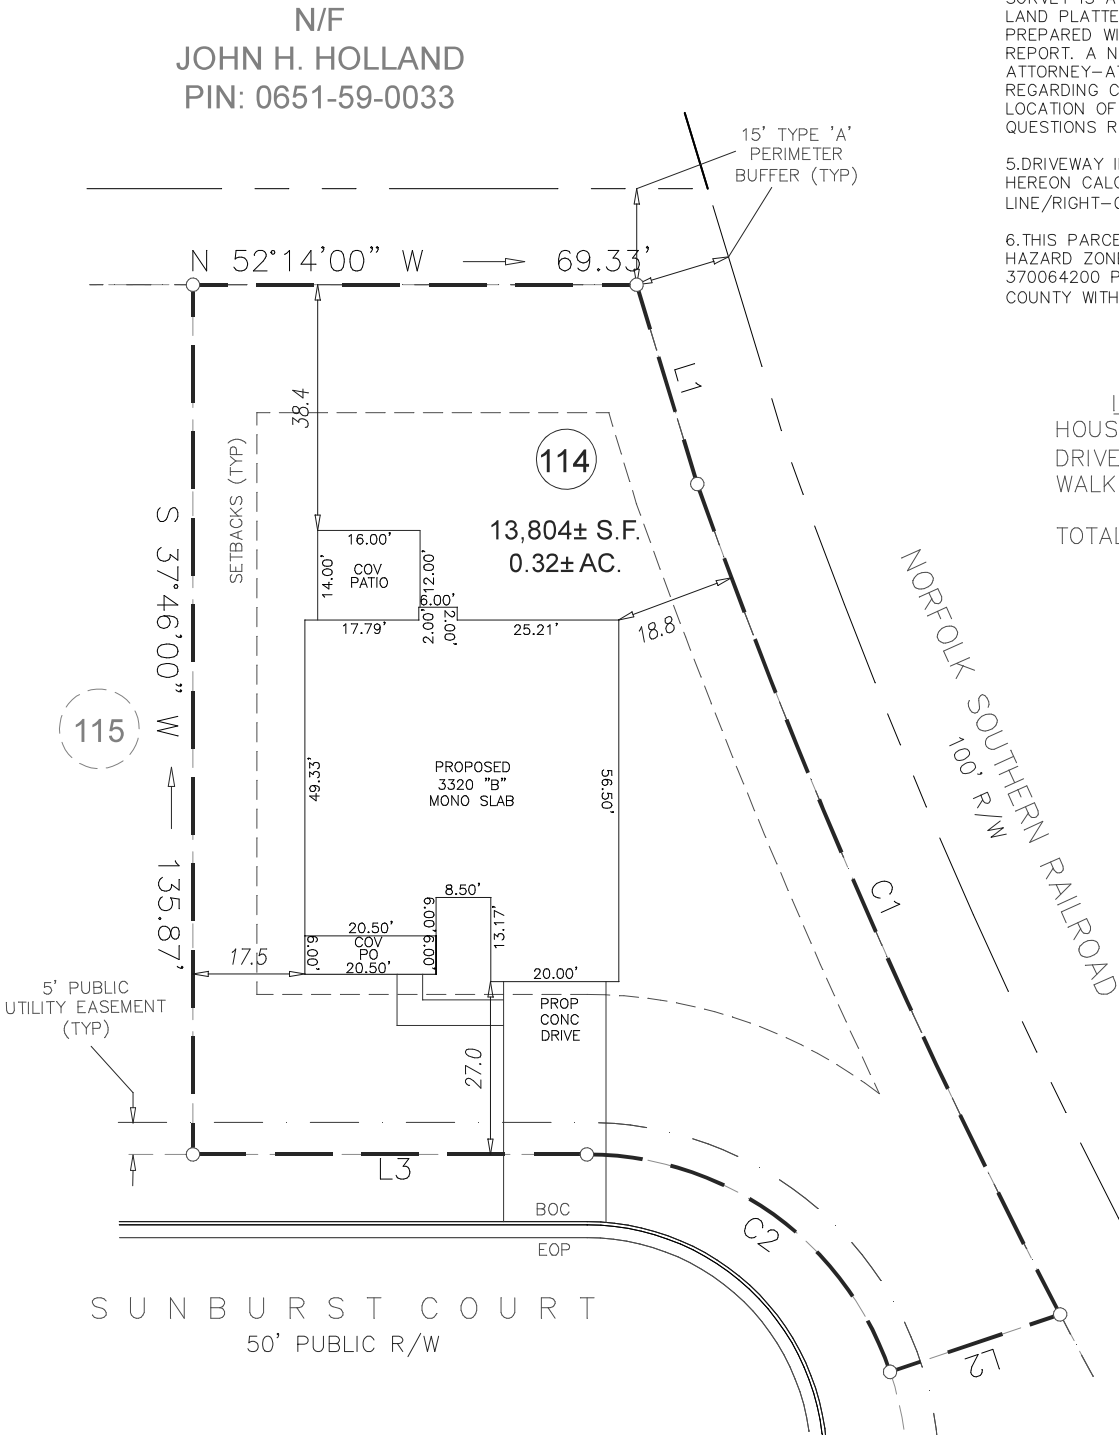 N/F
JOHN H. HOLLAND
PIN: 0651-59-0033
LAND PLATTE
PREPARED WI
REPORT. A N
ATTORNEY-AT
REGARDING C
LOCATION OF
QUESTIONS R
5.DRIVEWAY I
HEREON CALC
LINE/RIGHT-O
6.THIS PARCE
HAZARD ZONE
370064200 P
COUNTY WITH
15' TYPE 'A'
PERIMETER
BUFFER (TYP)
N 52°14'00" W
69.33'
L1
38.4
HOUS
DRIVE
WALK
TOTAL
SETBACKS (TYP)
114
13,804± S.F.
0.32± AC.
S 37°46'00" W
135.87'
16.00'
14.00'
COV
PATIO
12.00'
6.00'
17.79'
2.00'
2.00'
25.21'
18.8
NORFOLK SOUTHERN RAILROAD
100' R/W
115
49.33'
PROPOSED
3320 "B"
MONO SLAB
56.50'
C1
8.50'
6.00'
13.17'
20.50'
6.00'
COV
PO
6.00'
20.50'
17.5
20.00'
5' PUBLIC
UTILITY EASEMENT
(TYP)
PROP
CONC
DRIVE
27.0
L3
BOC
EOP
C2
SUNBURST COURT
50' PUBLIC R/W
L2